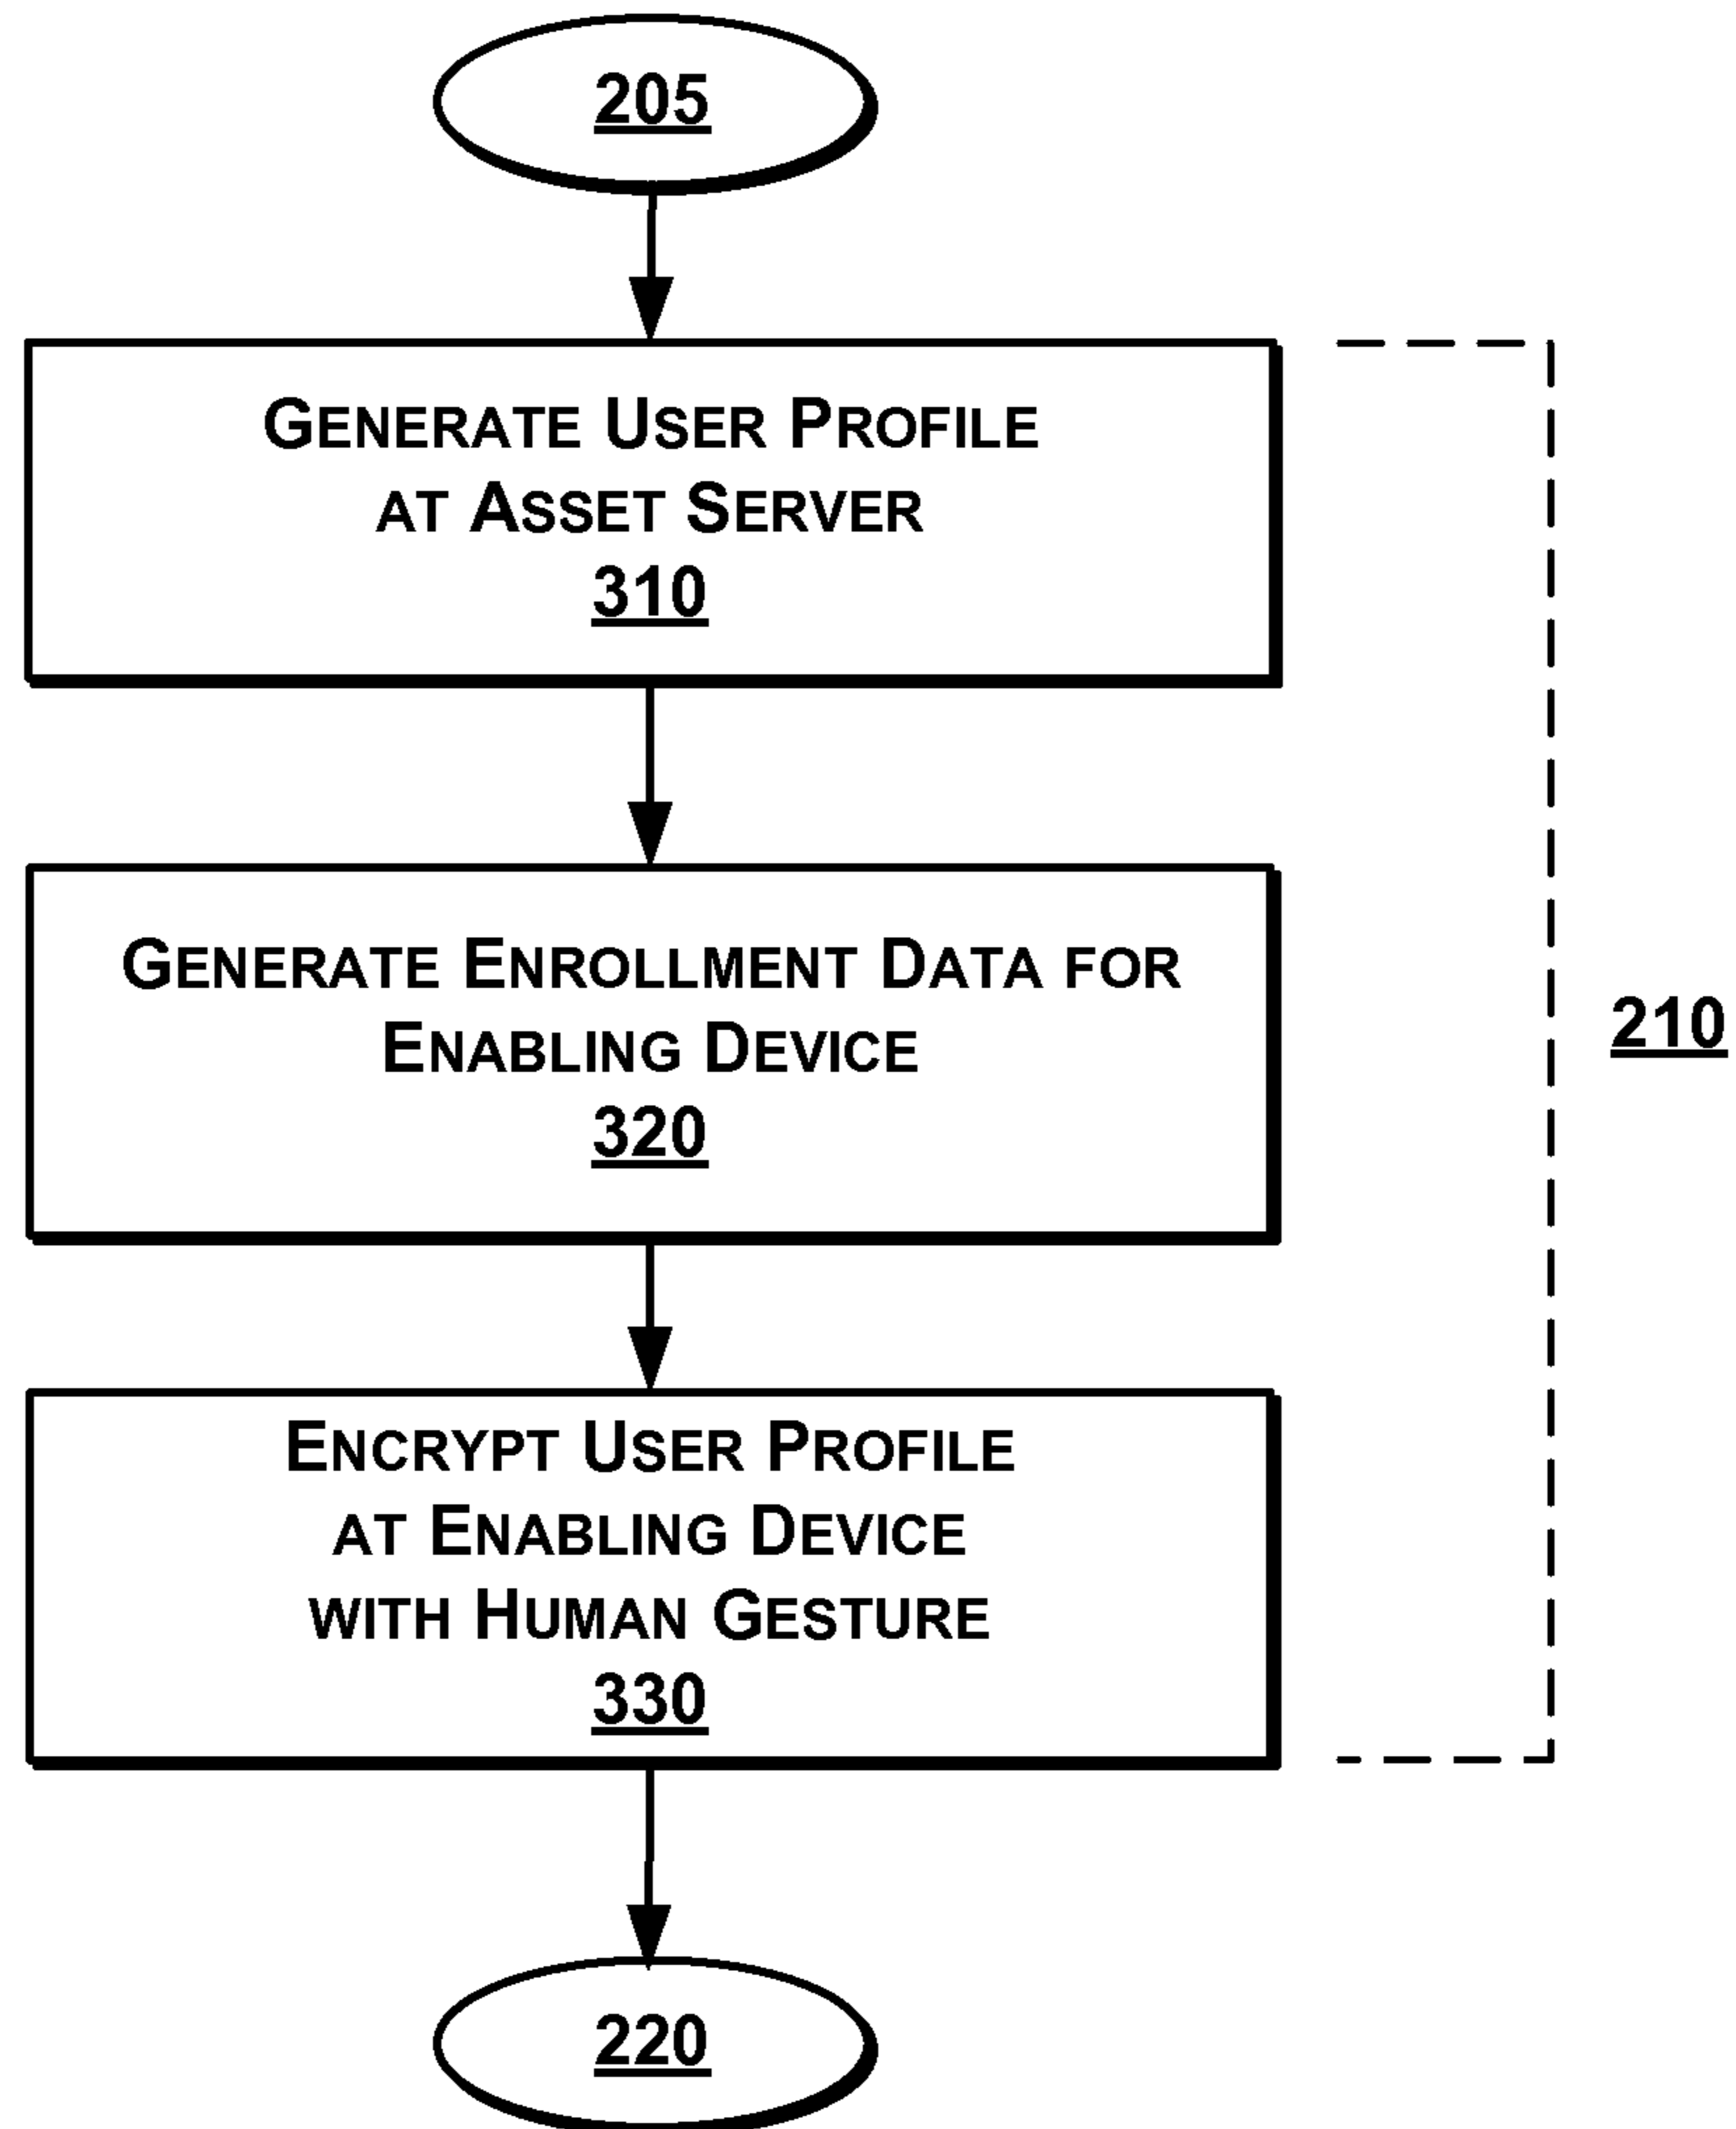 205
GENERATE USER PROFILE
AT ASSET SERVER
310
GENERATE ENROLLMENT DATA FOR
ENABLING DEVICE
320
210
ENCRYPT USER PROFILE
AT ENABLING DEVICE
WITH HUMAN GESTURE
330
220